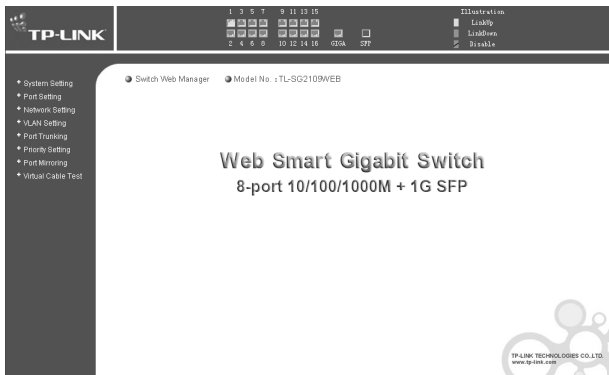 TP-LINK
1 3 5 7 9 11 13 15
2 4 6 8 10 12 14 16 GIGA SFP
Illustration
LinkUp
LinkDown
Disable
System Setting
Port Setting
Network Setting
VLAN Setting
Port Trunking
Priority Setting
Port Mirroring
Virtual Cable Test
Switch Web Manager Model No. : TL-SG2109WEB
Web Smart Gigabit Switch
8-port 10/100/1000M + 1G SFP
TP-LINK TECHNOLOGIES CO.,LTD.
www.tp-link.com